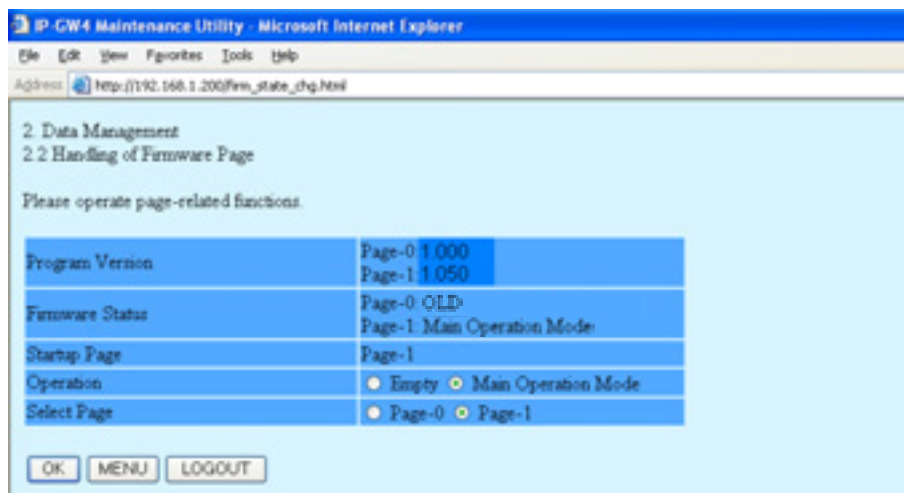 IP-GW4 Maintenance Utility - Microsoft Internet Explorer
File Edit View Favorites Tools Help
Address http://192.168.1.200/firm_state_chg.html
2. Data Management
2.2 Handling of Firmware Page
Please operate page-related functions.
Program Version Page-0:1.000
Page-1:1.050
Firmware Status Page-0: OLD
Page-1: Main Operation Mode
Startup Page Page-1
Operation Empty Main Operation Mode
Select Page Page-0 Page-1
OK MENU LOGOUT